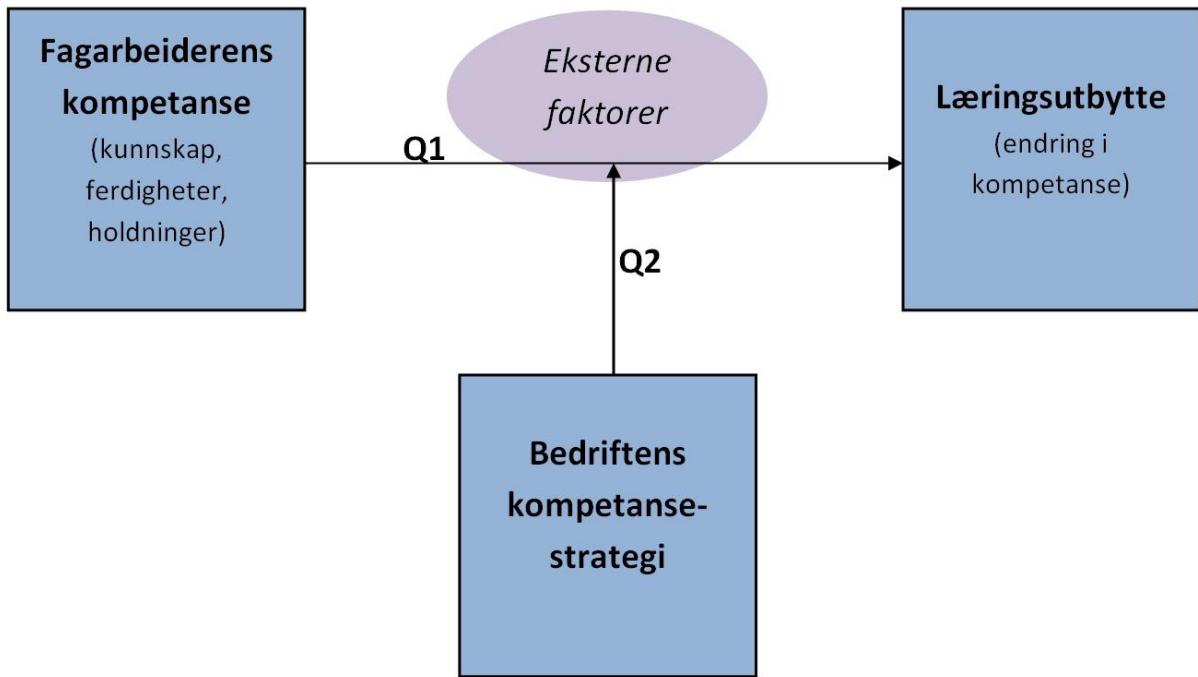 Fagarbeiderens
kompetanse
(kunnskap,
ferdigheter,
holdninger)
Q1
Eksterne
faktorer
Læringsutbytte
(endring i
kompetanse)
Q2
Bedriftens
kompetanse-
strategi